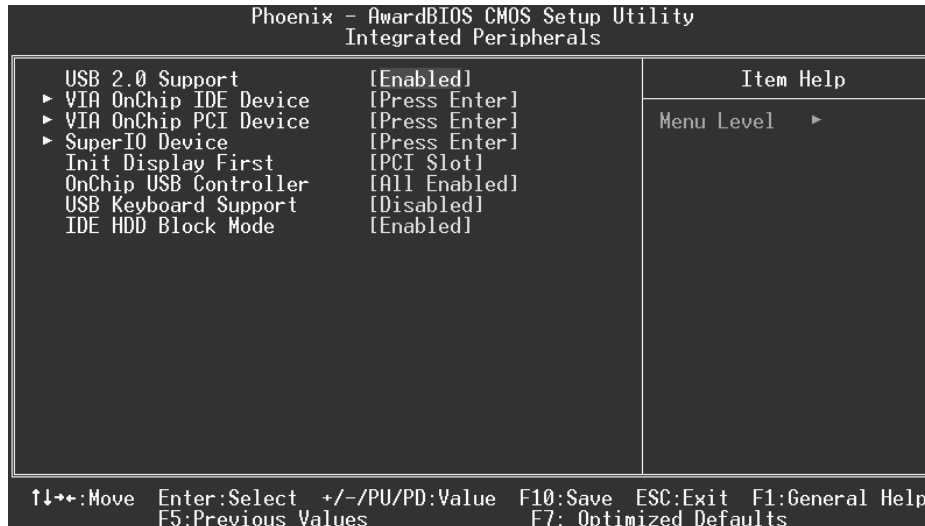 Phoenix - AwardBIOS CMOS Setup Utility
Integrated Peripherals
USB 2.0 Support [Enabled]
► VIA OnChip IDE Device [Press Enter]
► VIA OnChip PCI Device [Press Enter]
► SuperIO Device [Press Enter]
Init Display First [PCI Slot]
OnChip USB Controller [All Enabled]
USB Keyboard Support [Disabled]
IDE HDD Block Mode [Enabled]
Item Help
Menu Level ►
↑↓→←:Move Enter:Select +/-/PU/PD:Value F10:Save ESC:Exit F1:General Help
F5:Previous Values F7: Optimized Defaults